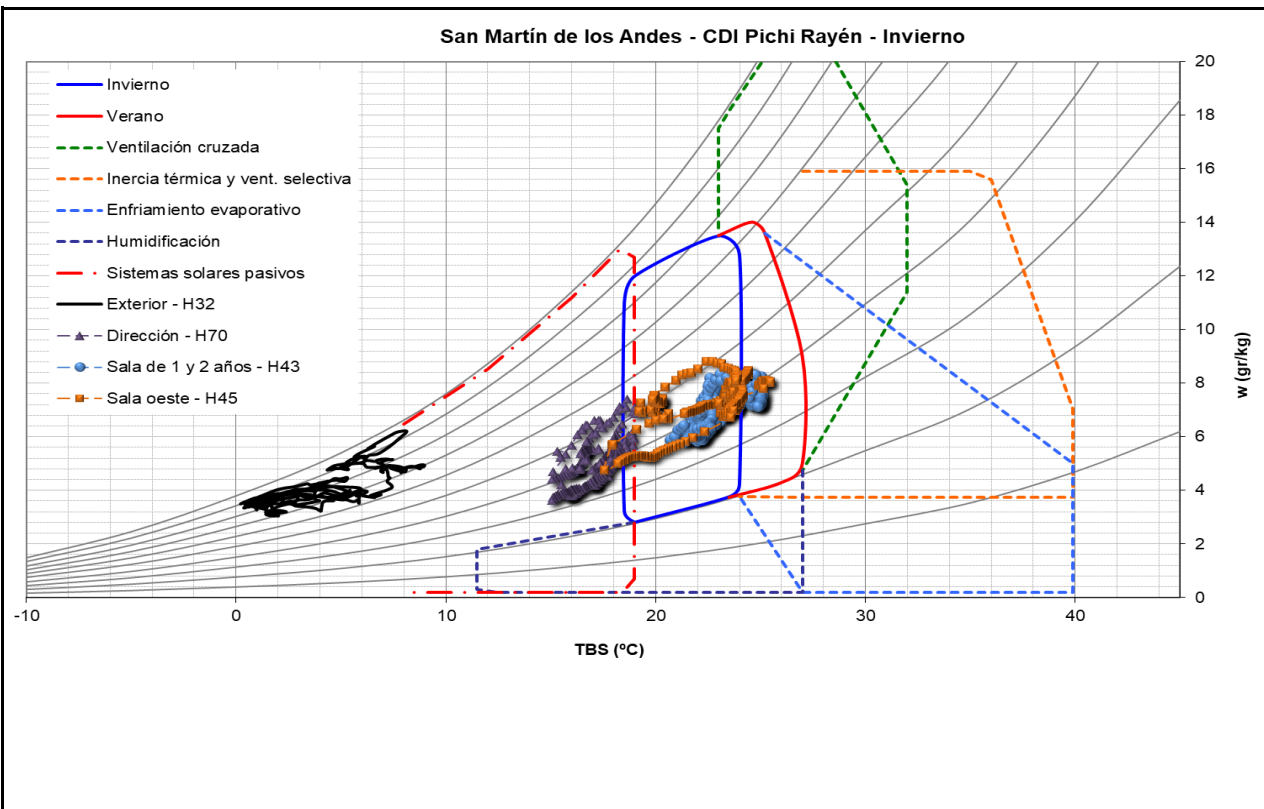 San Martín de los Andes - CDI Pichi Rayén - Invierno
Invierno
Verano
Ventilación cruzada
Inercia térmica y vent. selectiva
Enfriamiento evaporativo
Humidificación
Sistemas solares pasivos
Exterior - H32
Dirección - H70
Sala de 1 y 2 años - H43
Sala oeste - H45
20
18
16
14
12
10
8
6
4
2
0
w (gr/kg)
-10
0
10
20
30
40
TBS (ºC)